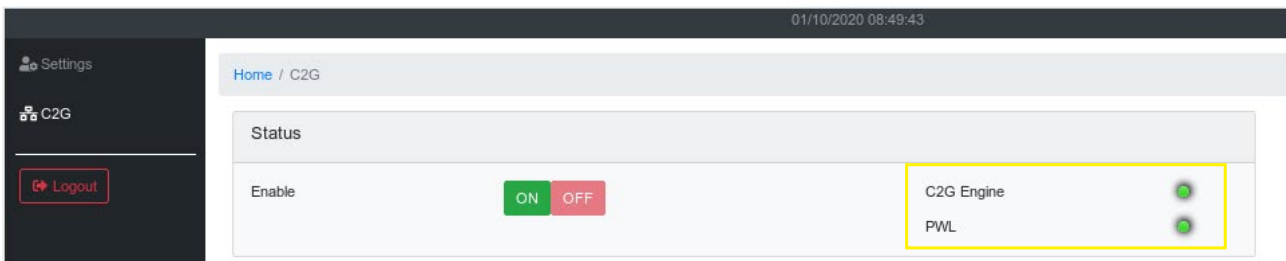 01/10/2020 08:49:43
Settings
C2G
Logout
Home / C2G
Status
Enable
ON OFF
C2G Engine
PWL